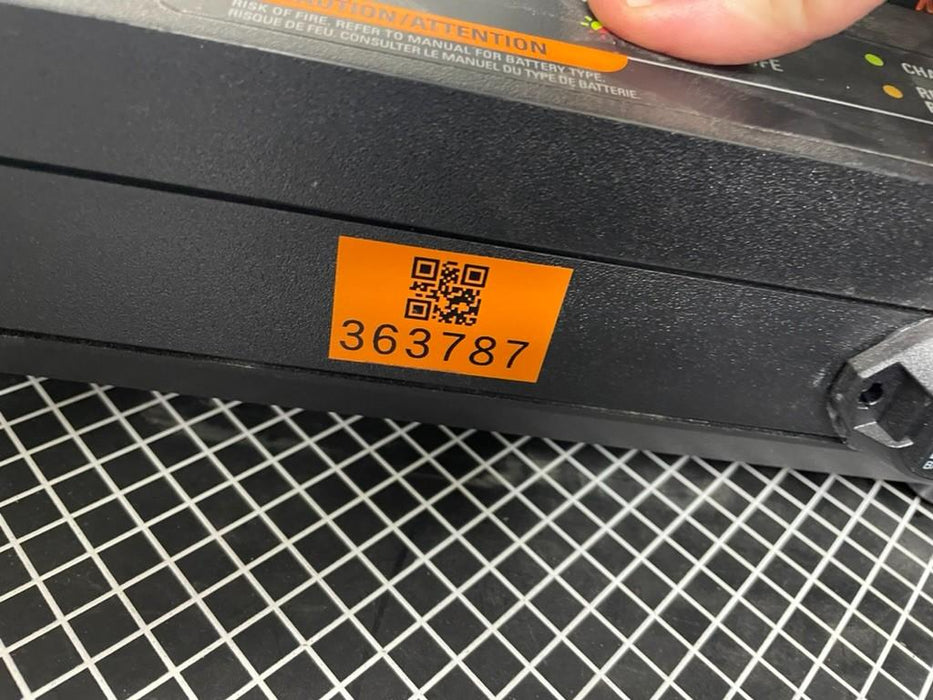 CAUTION/ATTENTION
RISK OF FIRE, REFER TO MANUAL FOR BATTERY TYPE.
RISQUE DE FEU, CONSULTER LE MANUEL DU TYPE DE BATTERIE.
363787